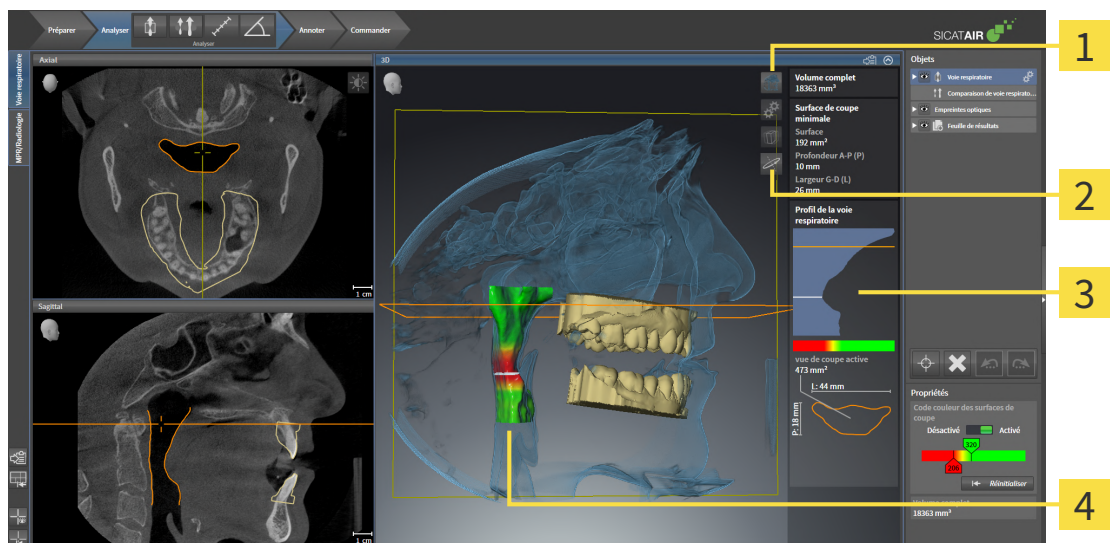 Préparer
Analyser
Analyser
Annoter
Commander
SICATAIR
1
Voie respiratoire
MPR/Radiologie
Axial
1 cm
Sagittal
1 cm
3D
Volume complet
18363 mm³
Surface de coupe
minimale
Surface
192 mm²
Profondeur A-P (P)
10 mm
Largeur G-D (L)
26 mm
2
Profil de la voie
respiratoire
3
vue de coupe active
473 mm²
L: 44 mm
P: 18 mm
4
Objets
Voie respiratoire
Comparaison de voie respirato...
Empreintes optiques
Feuille de résultats
Propriétés
Code couleur des surfaces de
coupe
Désactivé
Activé
320
206
Réinitialiser
Volume complet
18363 mm³